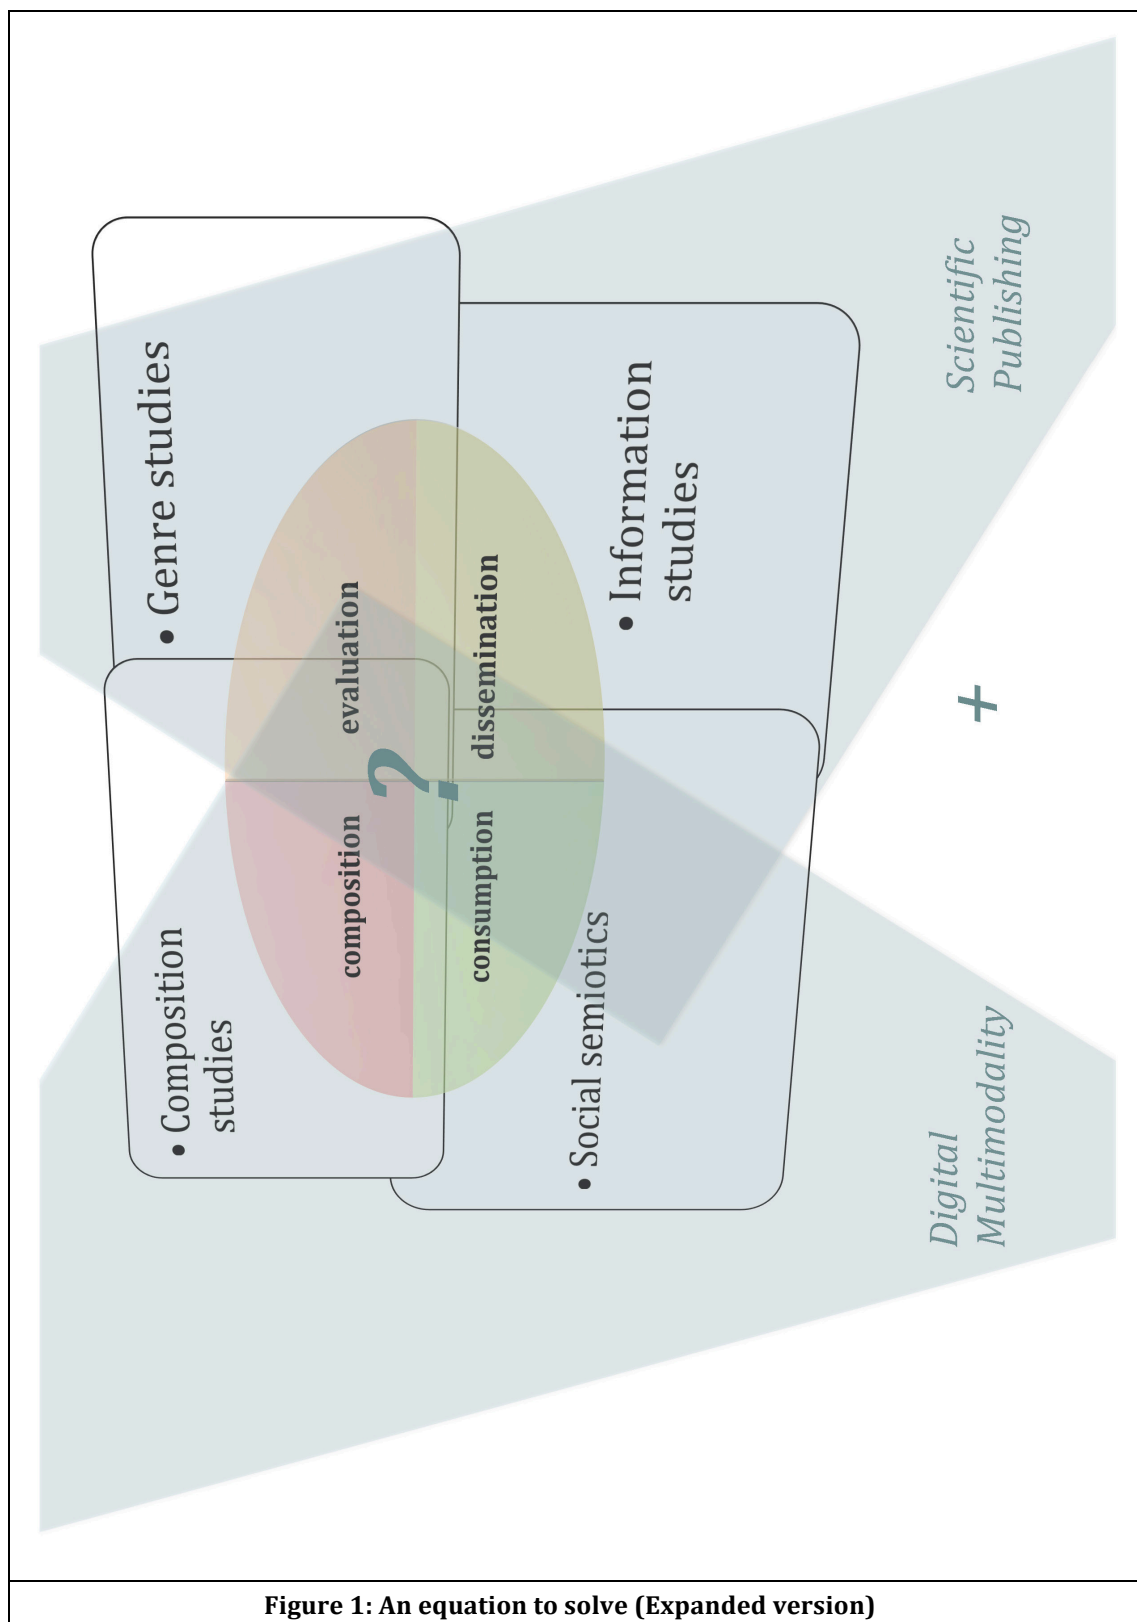 • Composition
studies
• Genre studies
composition
evaluation
?
consumption
dissemination
• Social semiotics
• Information
studies
Digital
Multimodality
+
Scientific
Publishing
Figure 1: An equation to solve (Expanded version)